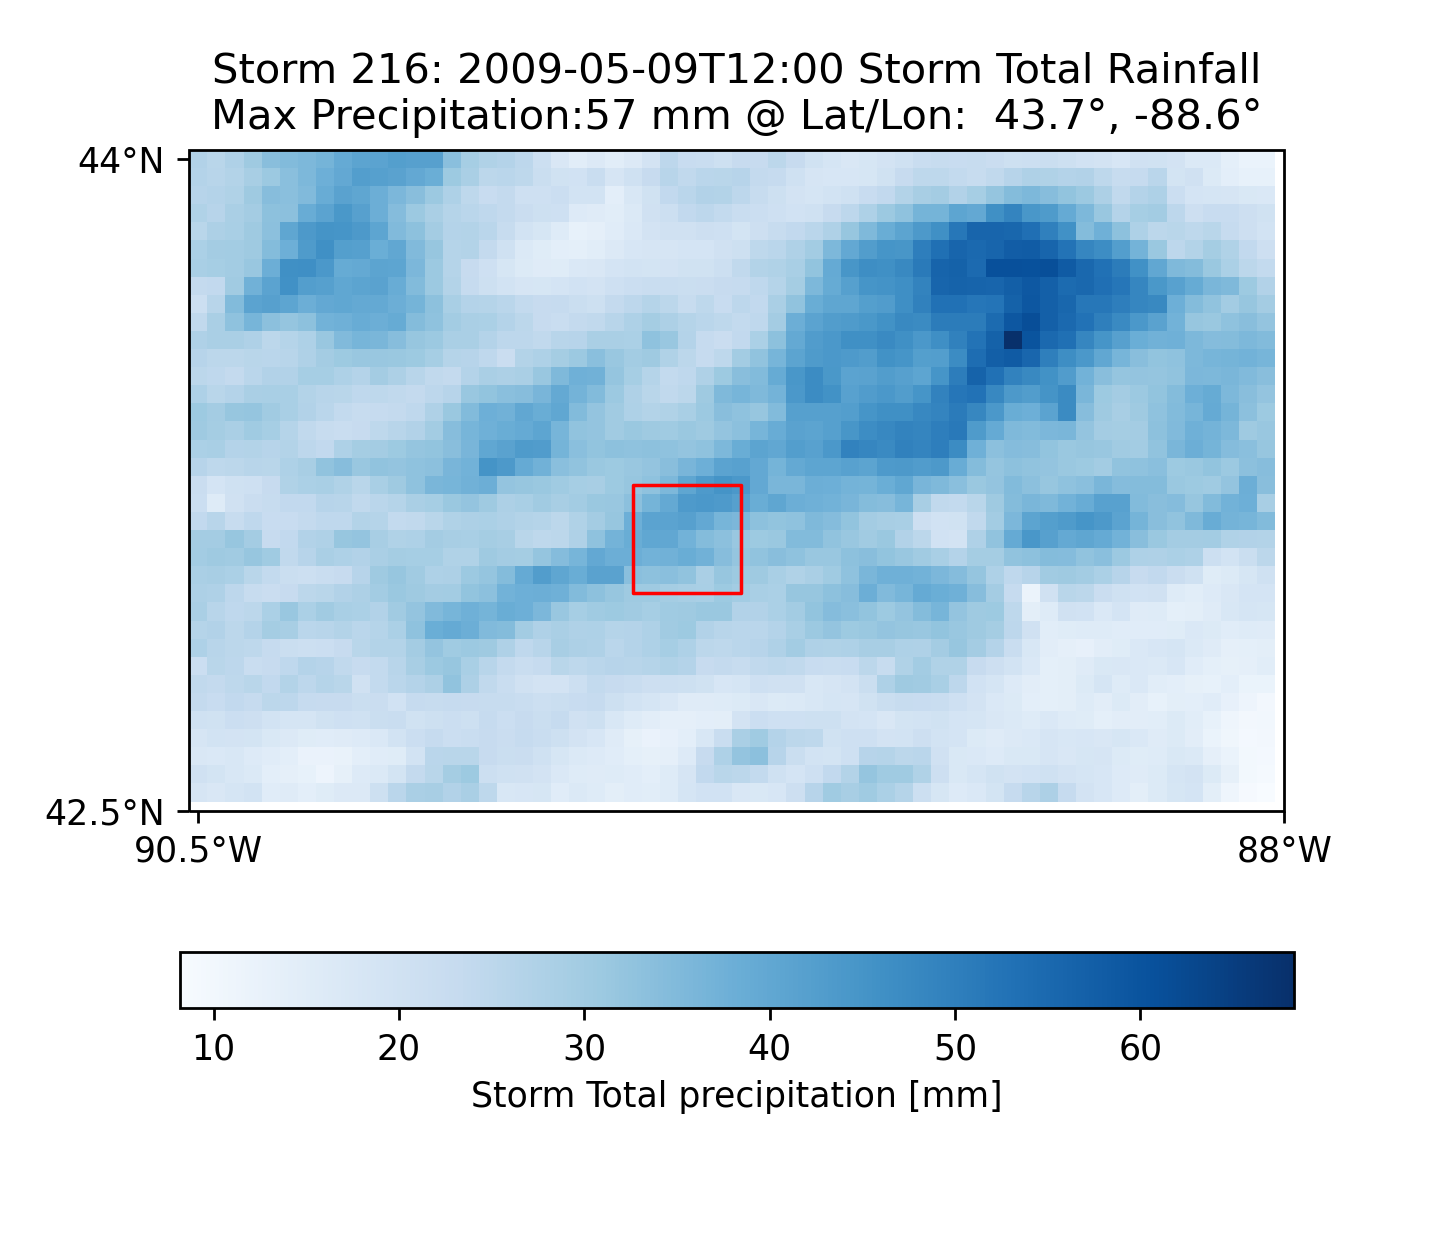 Storm 216: 2009-05-09T12:00 Storm Total Rainfall
Max Precipitation:57 mm @ Lat/Lon:  43.7°, -88.6°
44°N
42.5°N
90.5°W 88°W
10 20 30 40 50 60
Storm Total precipitation [mm]